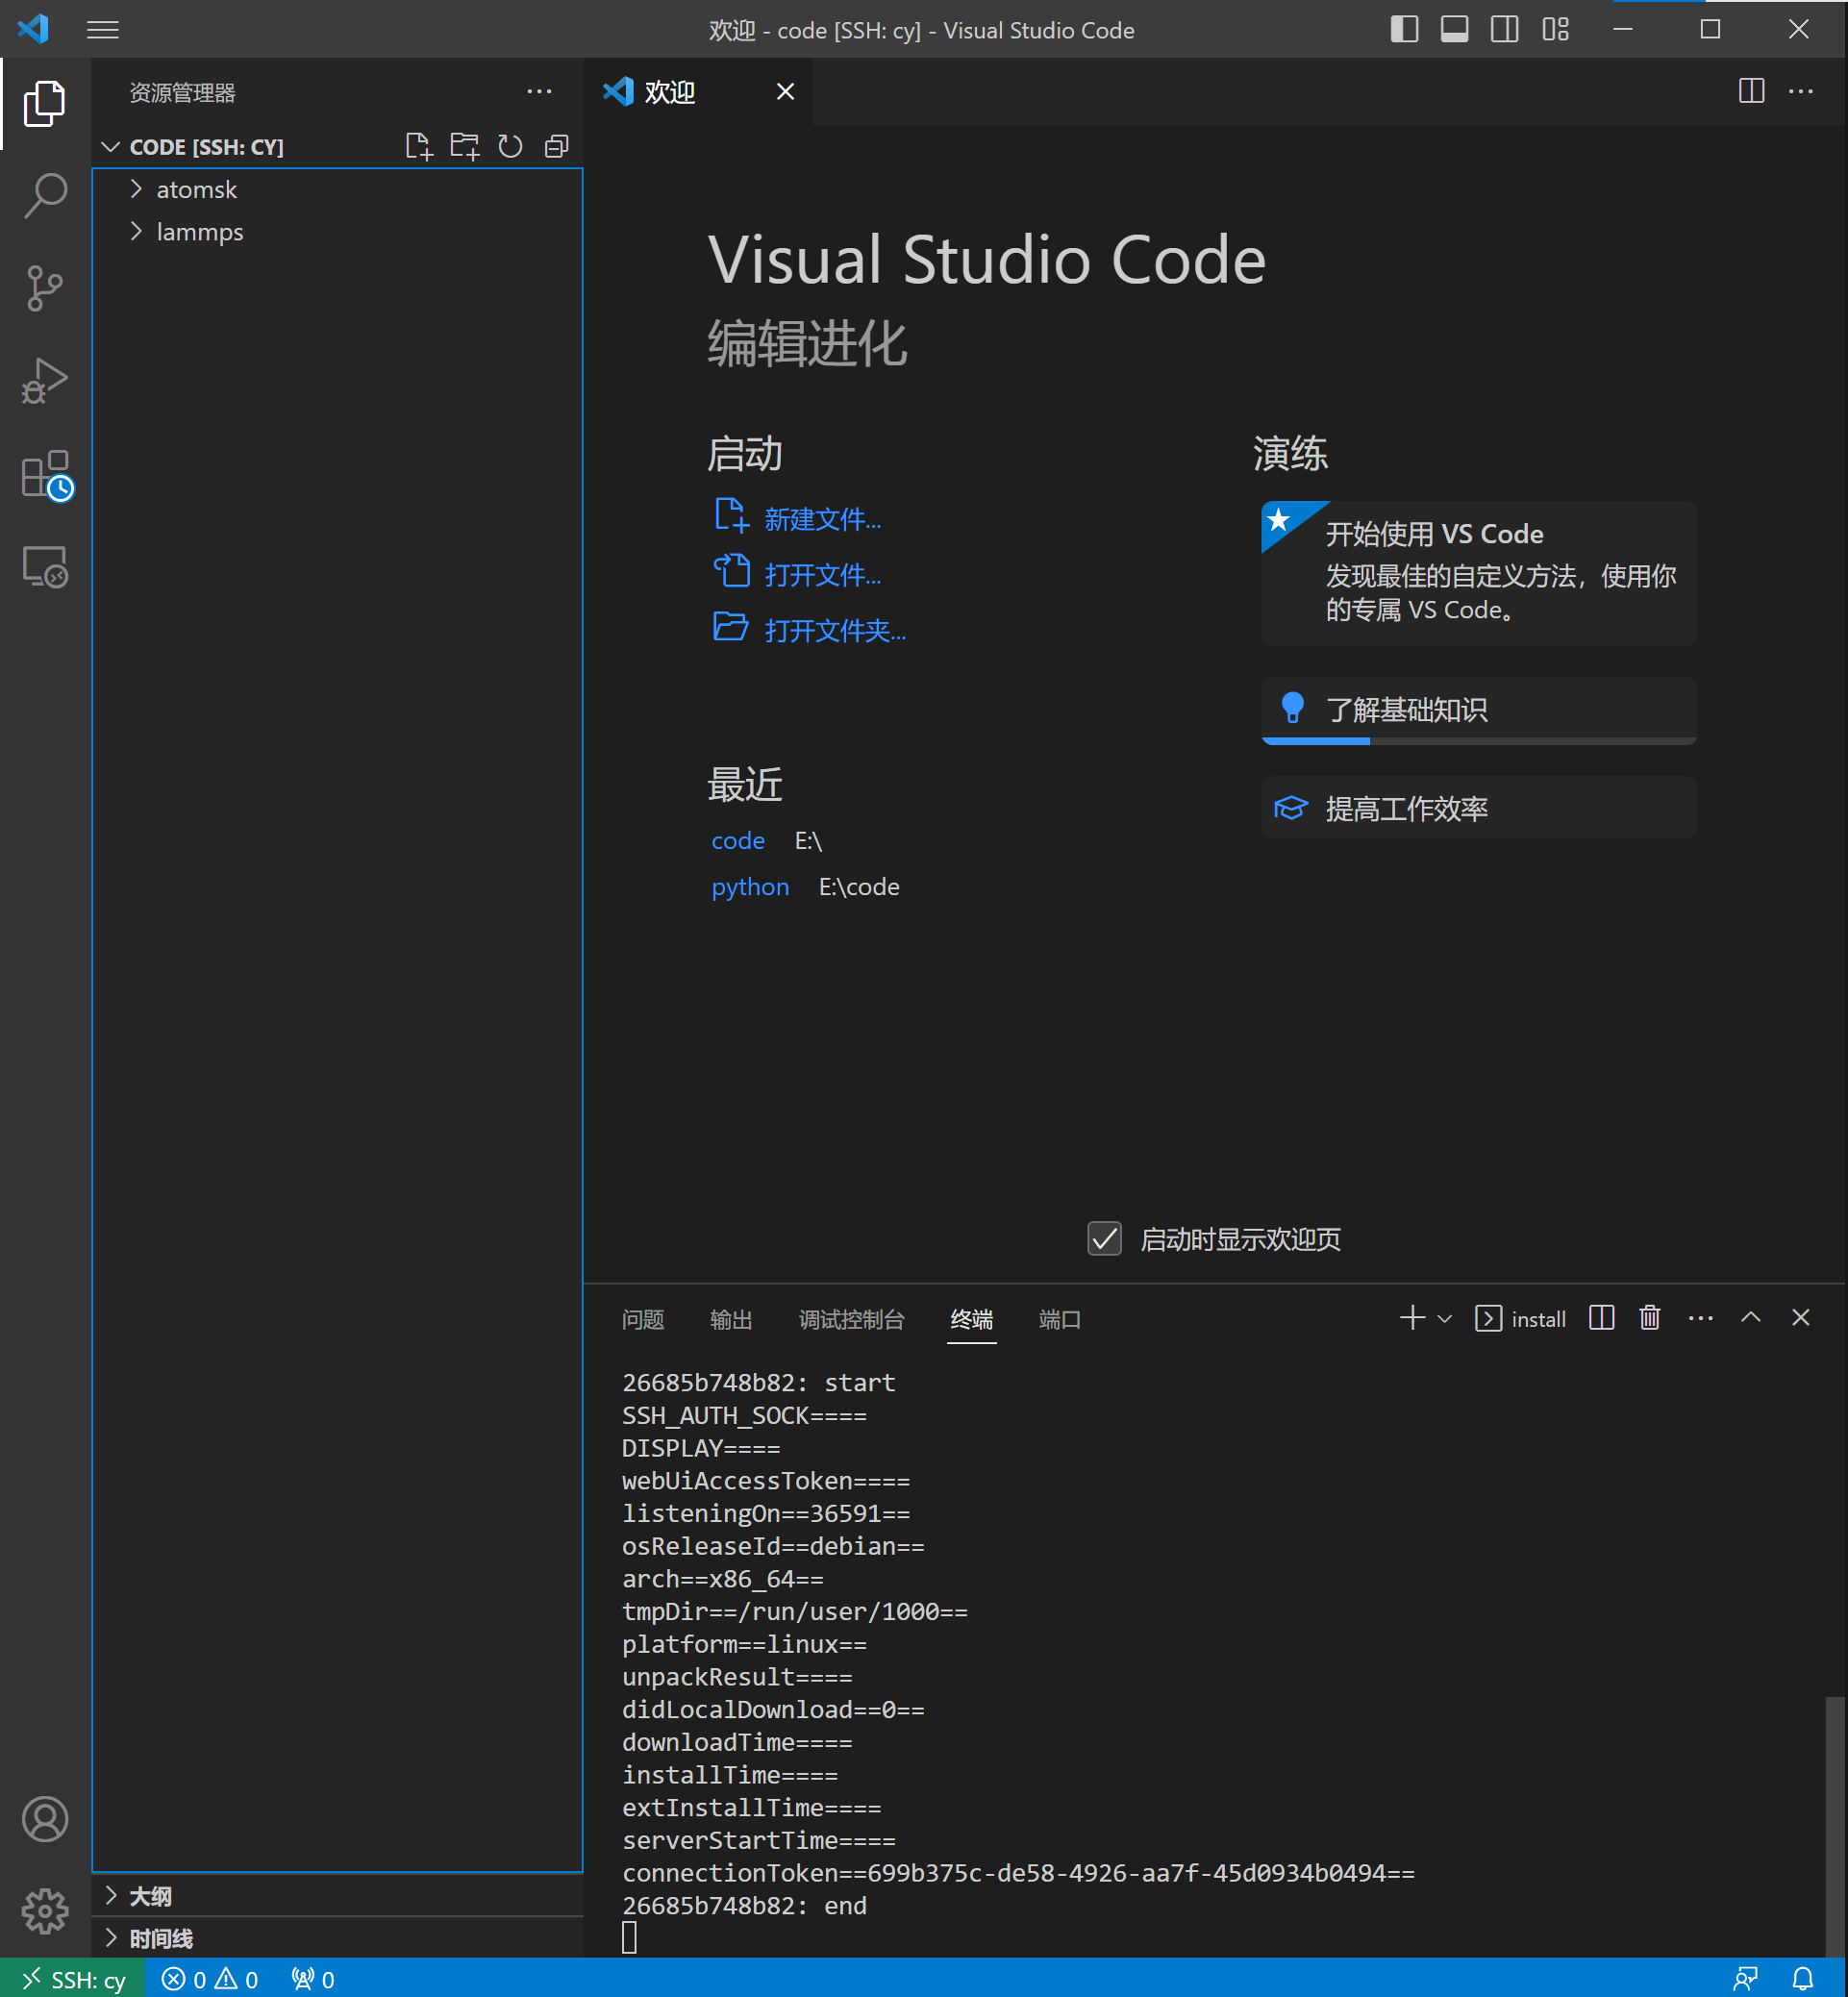 欢迎 - code [SSH: cy] - Visual Studio Code
资源管理器
欢迎
CODE [SSH: CY]
atomsk
lammps
Visual Studio Code
编辑进化
启动
新建文件...
打开文件...
打开文件夹...
最近
code E:\
python E:\code
演练
开始使用 VS Code
发现最佳的自定义方法，使用你
的专属 VS Code。
了解基础知识
提高工作效率
启动时显示欢迎页
问题 输出 调试控制台 终端 端口 install
26685b748b82: start
SSH_AUTH_SOCK====
DISPLAY====
webUiAccessToken====
listeningOn==36591==
osReleaseId==debian==
arch==x86_64==
tmpDir==/run/user/1000==
platform==linux==
unpackResult====
didLocalDownload==0==
downloadTime====
installTime====
extInstallTime====
serverStartTime====
connectionToken==699b375c-de58-4926-aa7f-45d0934b0494==
26685b748b82: end
大纲
时间线
SSH: cy 0 0 0